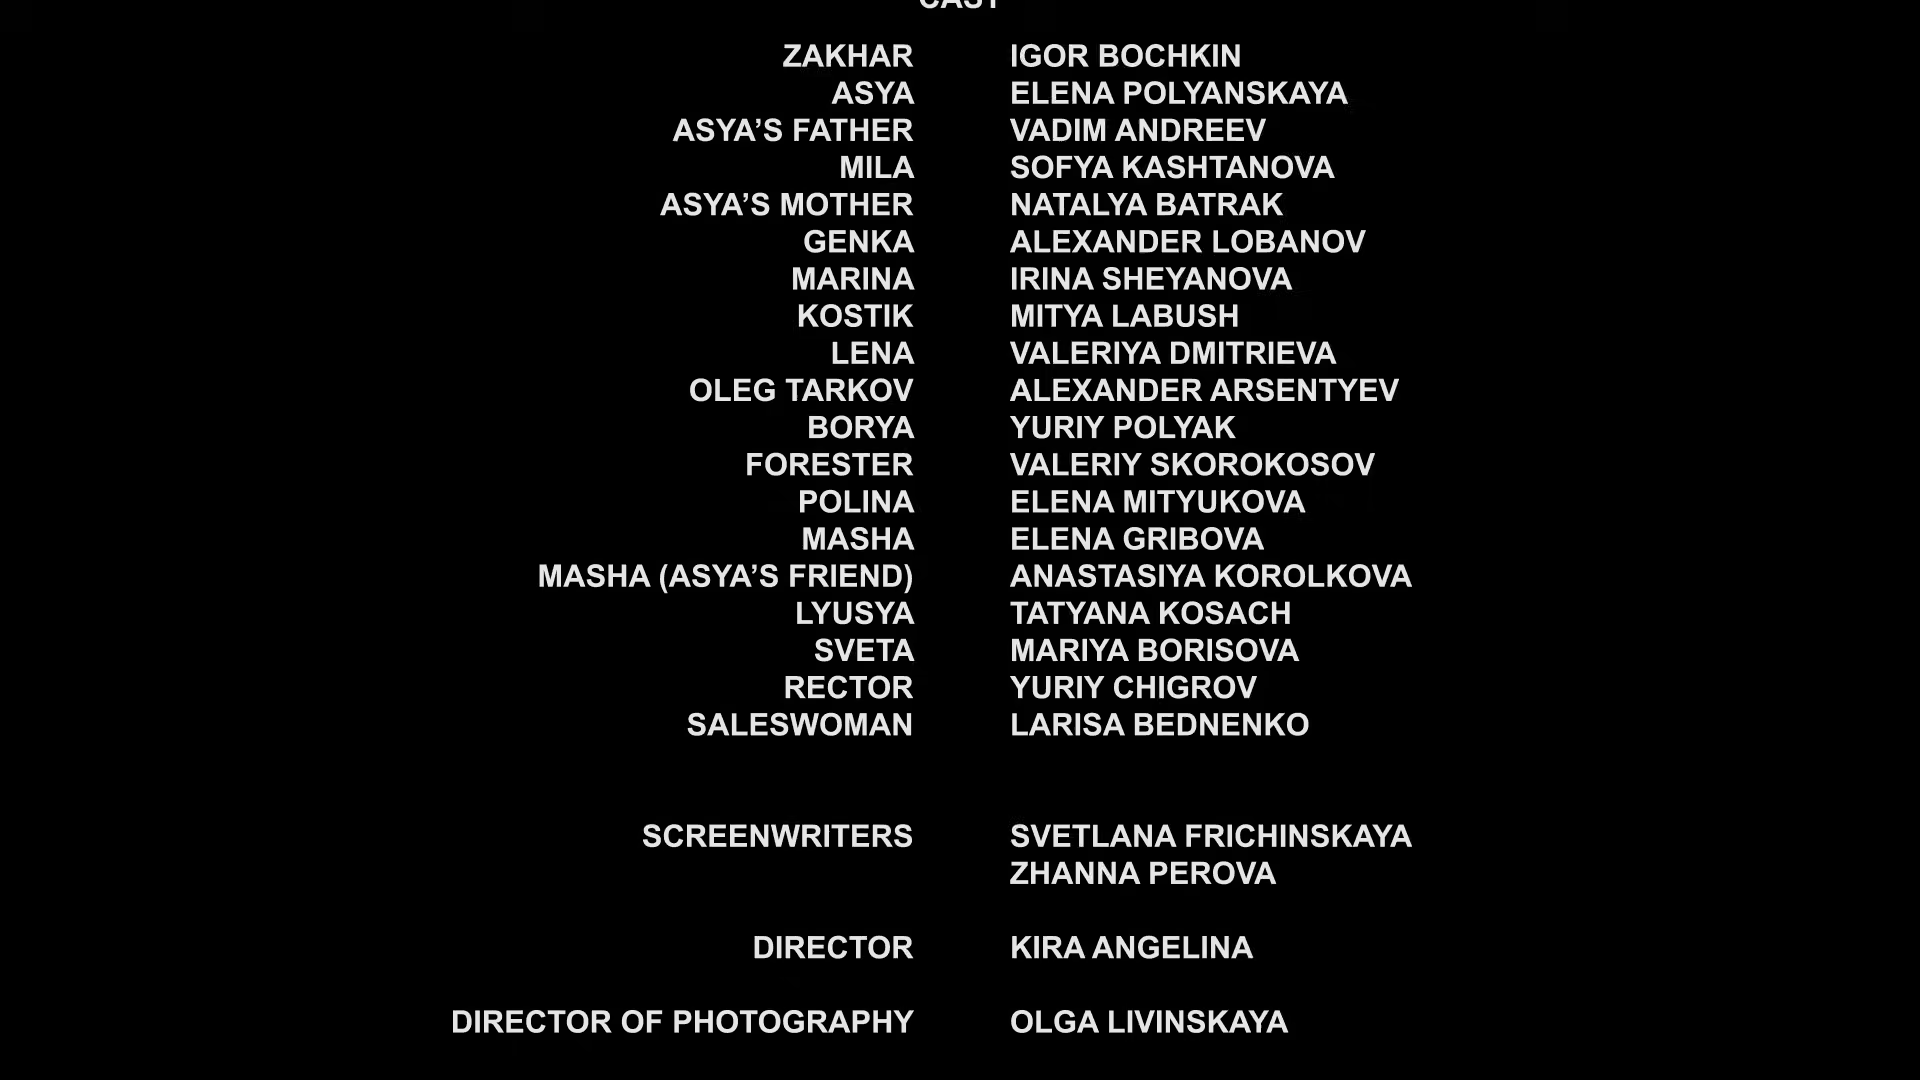 CAST
ZAKHAR IGOR BOCHKIN
ASYA ELENA POLYANSKAYA
ASYA’S FATHER VADIM ANDREEV
MILA SOFYA KASHTANOVA
ASYA’S MOTHER NATALYA BATRAK
GENKA ALEXANDER LOBANOV
MARINA IRINA SHEYANOVA
KOSTIK MITYA LABUSH
LENA VALERIYA DMITRIEVA
OLEG TARKOV ALEXANDER ARSENTYEV
BORYA YURIY POLYAK
FORESTER VALERIY SKOROKOSOV
POLINA ELENA MITYUKOVA
MASHA ELENA GRIBOVA
MASHA (ASYA’S FRIEND) ANASTASIYA KOROLKOVA
LYUSYA TATYANA KOSACH
SVETA MARIYA BORISOVA
RECTOR YURIY CHIGROV
SALESWOMAN LARISA BEDNENKO
SCREENWRITERS SVETLANA FRICHINSKAYA
ZHANNA PEROVA
DIRECTOR KIRA ANGELINA
DIRECTOR OF PHOTOGRAPHY OLGA LIVINSKAYA